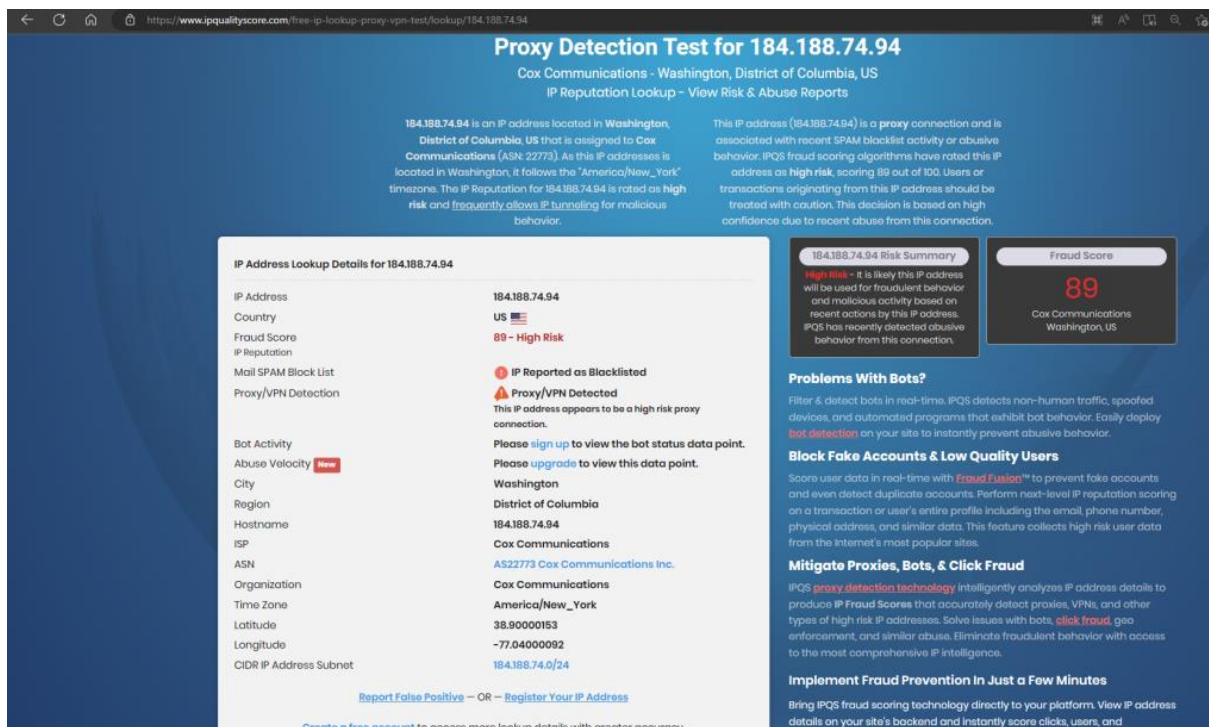 https://www.ipqualityscore.com/free-ip-lookup-proxy-vpn-test/lookup/184.188.74.94
Proxy Detection Test for 184.188.74.94
Cox Communications - Washington, District of Columbia, US
IP Reputation Lookup - View Risk & Abuse Reports
184.188.74.94 is an IP address located in Washington,
District of Columbia, US that is assigned to Cox
Communications (ASN: 22773). As this IP addresses is
located in Washington, it follows the "America/New_York"
timezone. The IP Reputation for 184.188.74.94 is rated as high
risk and frequently allows IP tunneling for malicious
behavior.
This IP address (184.188.74.94) is a proxy connection and is
associated with recent SPAM blacklist activity or abusive
behavior. IPQS fraud scoring algorithms have rated this IP
address as high risk, scoring 89 out of 100. Users or
transactions originating from this IP address should be
treated with caution. This decision is based on high
confidence due to recent abuse from this connection.
IP Address Lookup Details for 184.188.74.94
IP Address 184.188.74.94
Country US
Fraud Score 89 - High Risk
IP Reputation
Mail SPAM Block List IP Reported as Blacklisted
Proxy/VPN Detection Proxy/VPN Detected
This IP address appears to be a high risk proxy
connection.
Bot Activity Please sign up to view the bot status data point.
Abuse Velocity New Please upgrade to view this data point.
City Washington
Region District of Columbia
Hostname 184.188.74.94
ISP Cox Communications
ASN AS22773 Cox Communications Inc.
Organization Cox Communications
Time Zone America/New_York
Latitude 38.90000153
Longitude -77.04000092
CIDR IP Address Subnet 184.188.74.0/24
Report False Positive — OR — Register Your IP Address
Create a free account to access more lookup details with greater accuracy
184.188.74.94 Risk Summary
High Risk - It is likely this IP address
will be used for fraudulent behavior
and malicious activity based on
recent actions by this IP address.
IPQS has recently detected abusive
behavior from this connection.
Fraud Score
89
Cox Communications
Washington, US
Problems With Bots?
Filter & detect bots in real-time. IPQS detects non-human traffic, spoofed
devices, and automated programs that exhibit bot behavior. Easily deploy
bot detection on your site to instantly prevent abusive behavior.
Block Fake Accounts & Low Quality Users
Score user data in real-time with Fraud Fusion™ to prevent fake accounts
and even detect duplicate accounts. Perform next-level IP reputation scoring
on a transaction or user's entire profile including the email, phone number,
physical address, and similar data. This feature collects high risk user data
from the Internet's most popular sites.
Mitigate Proxies, Bots, & Click Fraud
IPQS proxy detection technology intelligently analyzes IP address details to
produce IP Fraud Scores that accurately detect proxies, VPNs, and other
types of high risk IP addresses. Solve issues with bots, click fraud, geo
enforcement, and similar abuse. Eliminate fraudulent behavior with access
to the most comprehensive IP intelligence.
Implement Fraud Prevention In Just a Few Minutes
Bring IPQS fraud scoring technology directly to your platform. View IP address
details on your site's backend and instantly score clicks, users, and